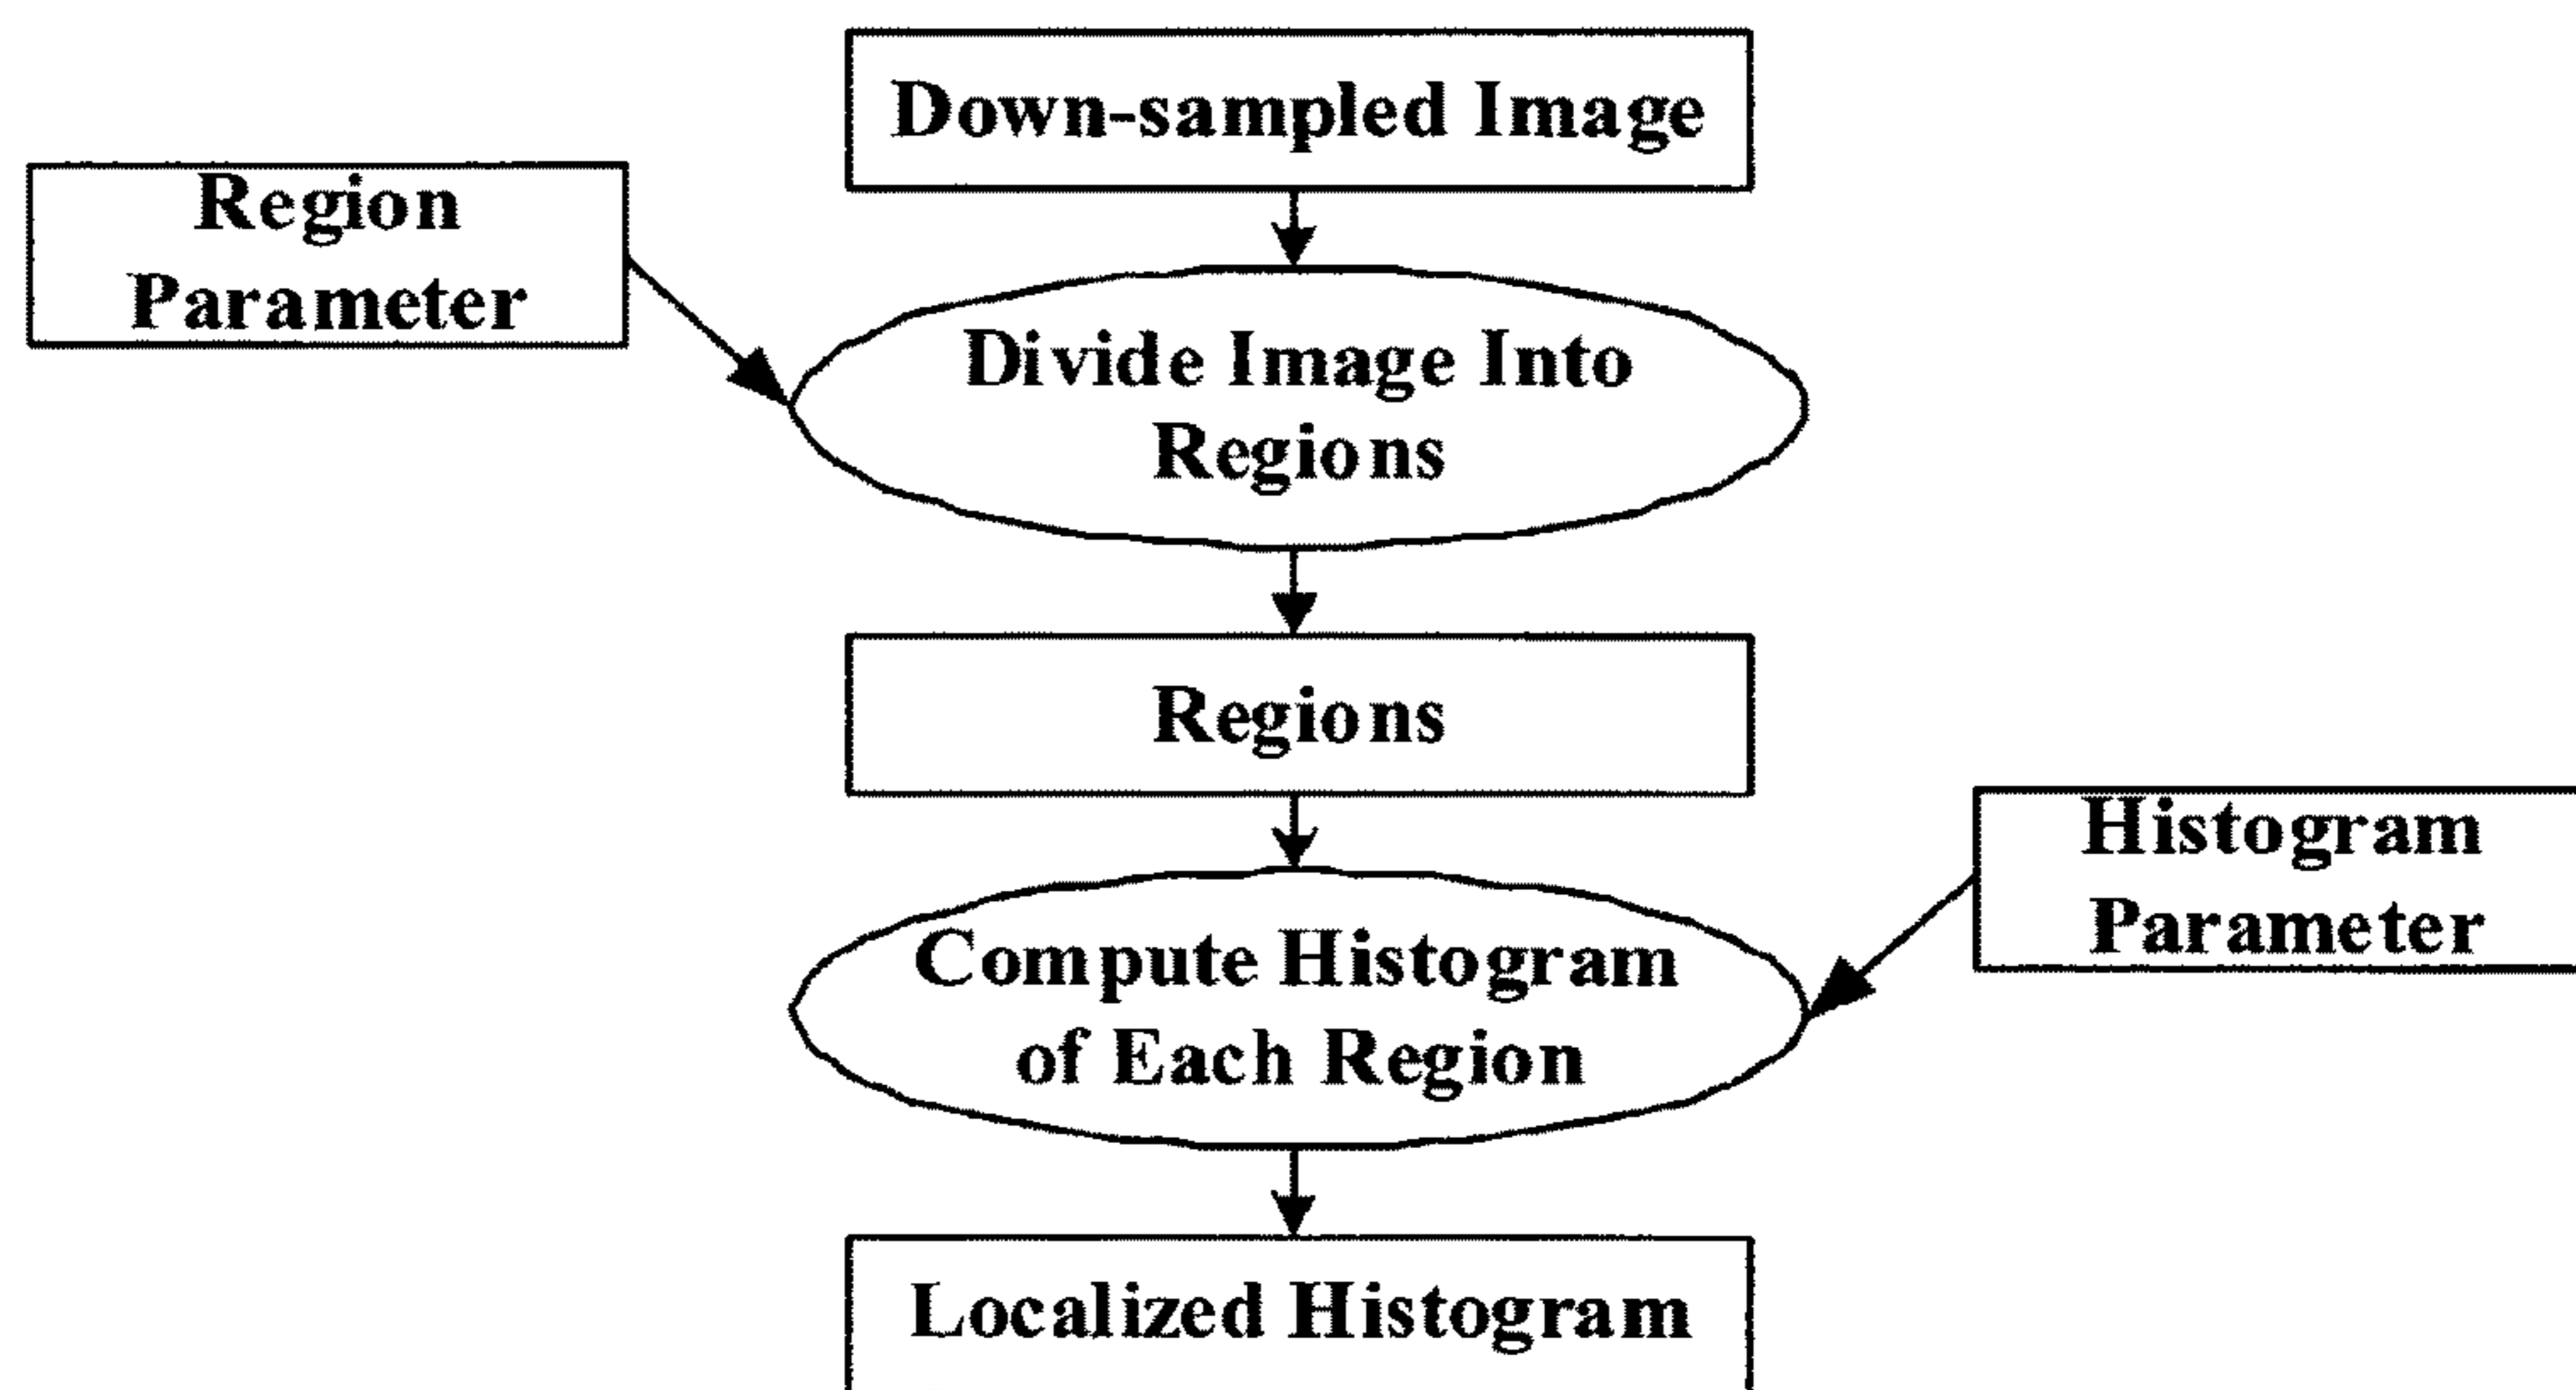 Down-sampled Image
Region
Parameter
Divide Image Into
Regions
Regions
Histogram
Parameter
Compute Histogram
of Each Region
Localized Histogram